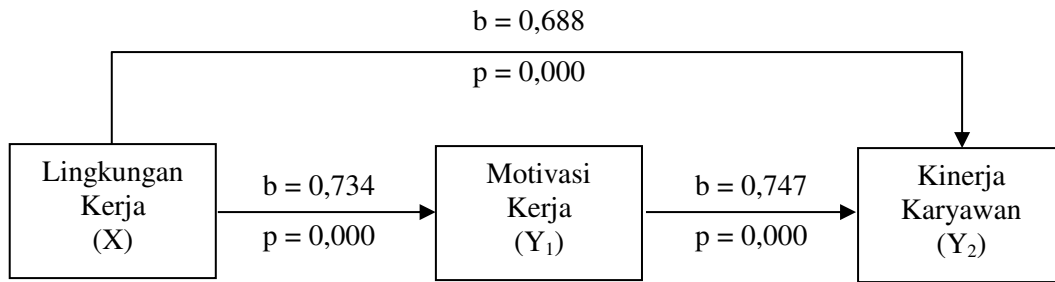 b = 0,688
p = 0,000
Lingkungan
Kerja
(X)
b = 0,734
p = 0,000
Motivasi
Kerja
(Y₁)
b = 0,747
p = 0,000
Kinerja
Karyawan
(Y₂)